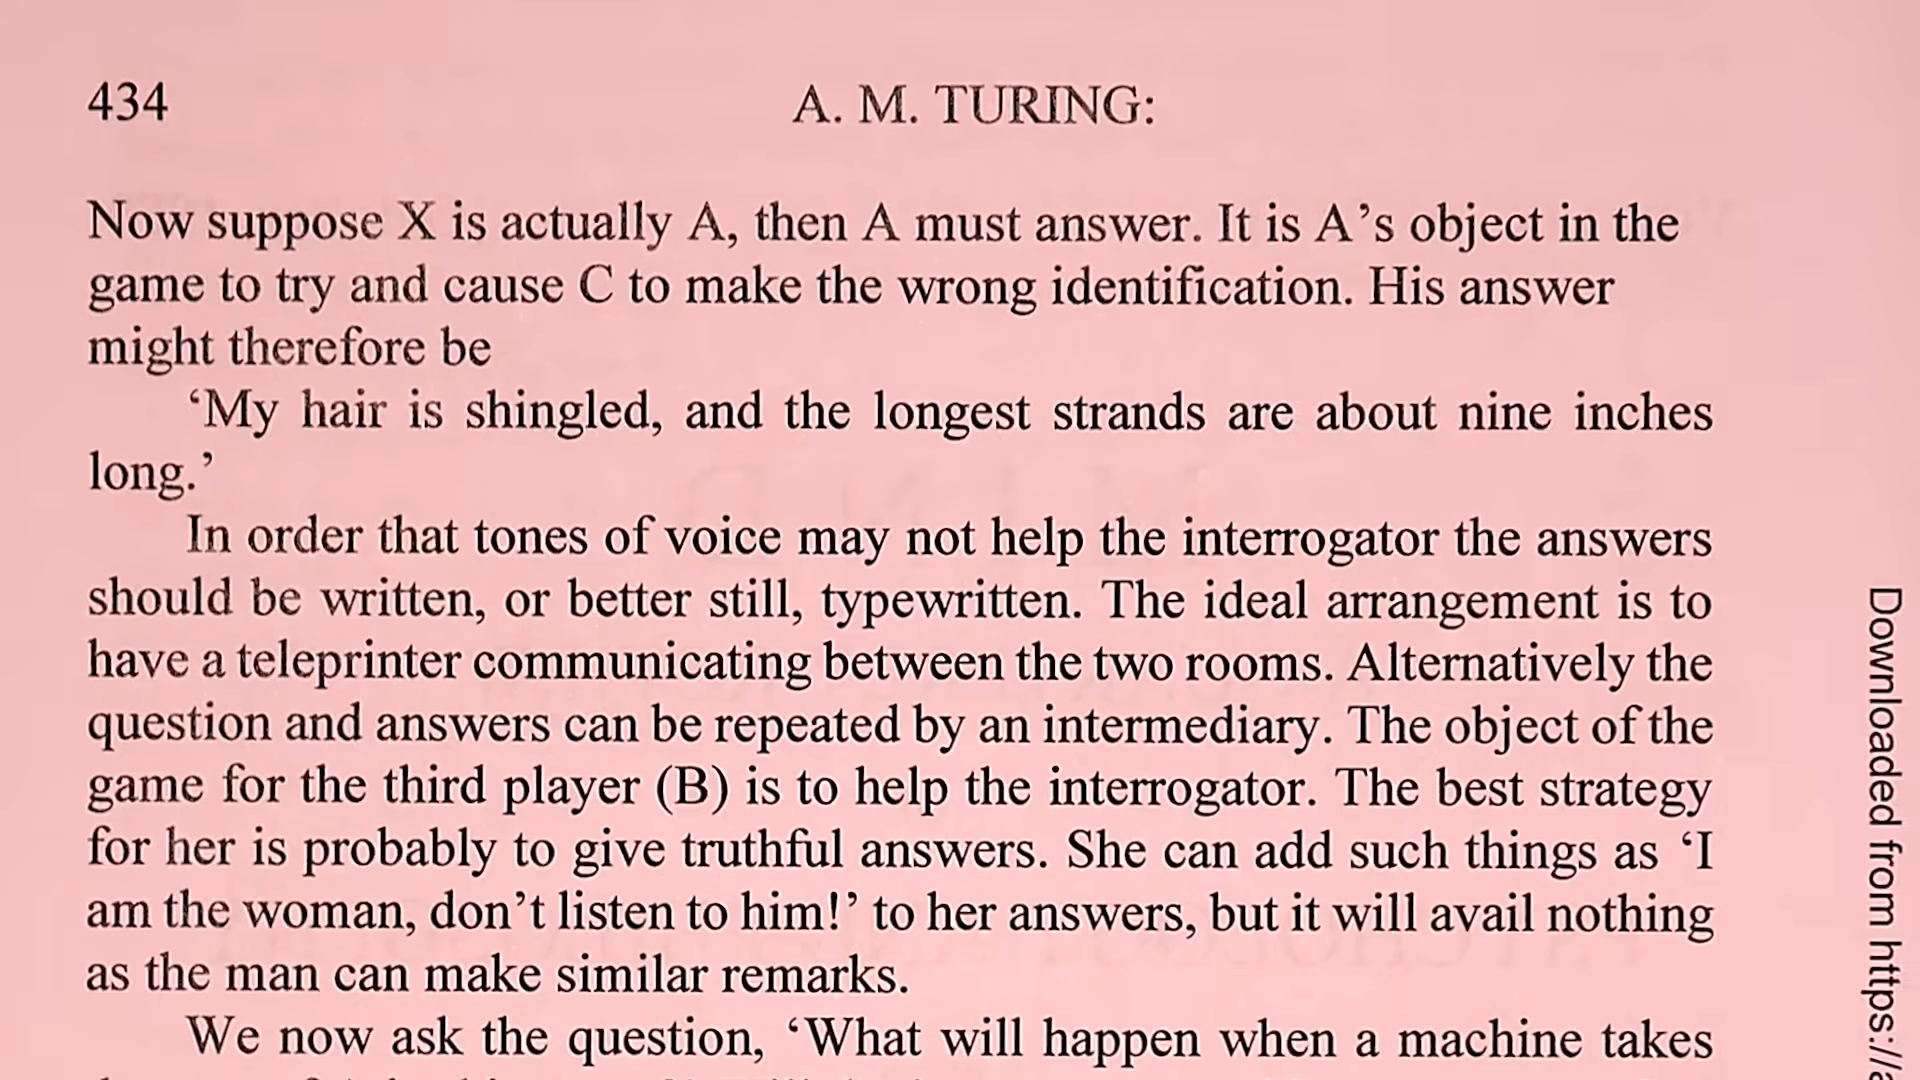 434
A. M. TURING:
Now suppose X is actually A, then A must answer. It is A’s object in the
game to try and cause C to make the wrong identification. His answer
might therefore be
‘My hair is shingled, and the longest strands are about nine inches
long.’
In order that tones of voice may not help the interrogator the answers
should be written, or better still, typewritten. The ideal arrangement is to
have a teleprinter communicating between the two rooms. Alternatively the
question and answers can be repeated by an intermediary. The object of the
game for the third player (B) is to help the interrogator. The best strategy
for her is probably to give truthful answers. She can add such things as ‘I
am the woman, don’t listen to him!’ to her answers, but it will avail nothing
as the man can make similar remarks.
We now ask the question, ‘What will happen when a machine takes
Downloaded from https://a